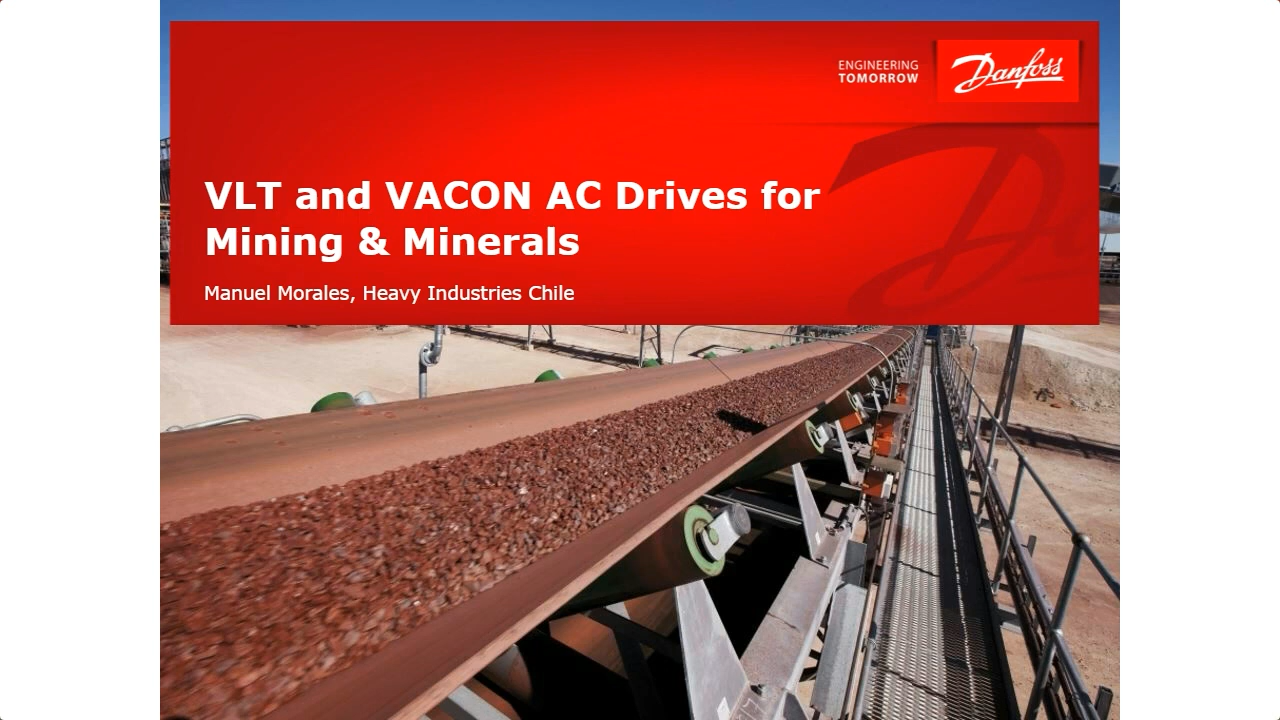 ENGINEERING
TOMORROW
Danfoss
VLT and VACON AC Drives for
Mining & Minerals
Manuel Morales, Heavy Industries Chile